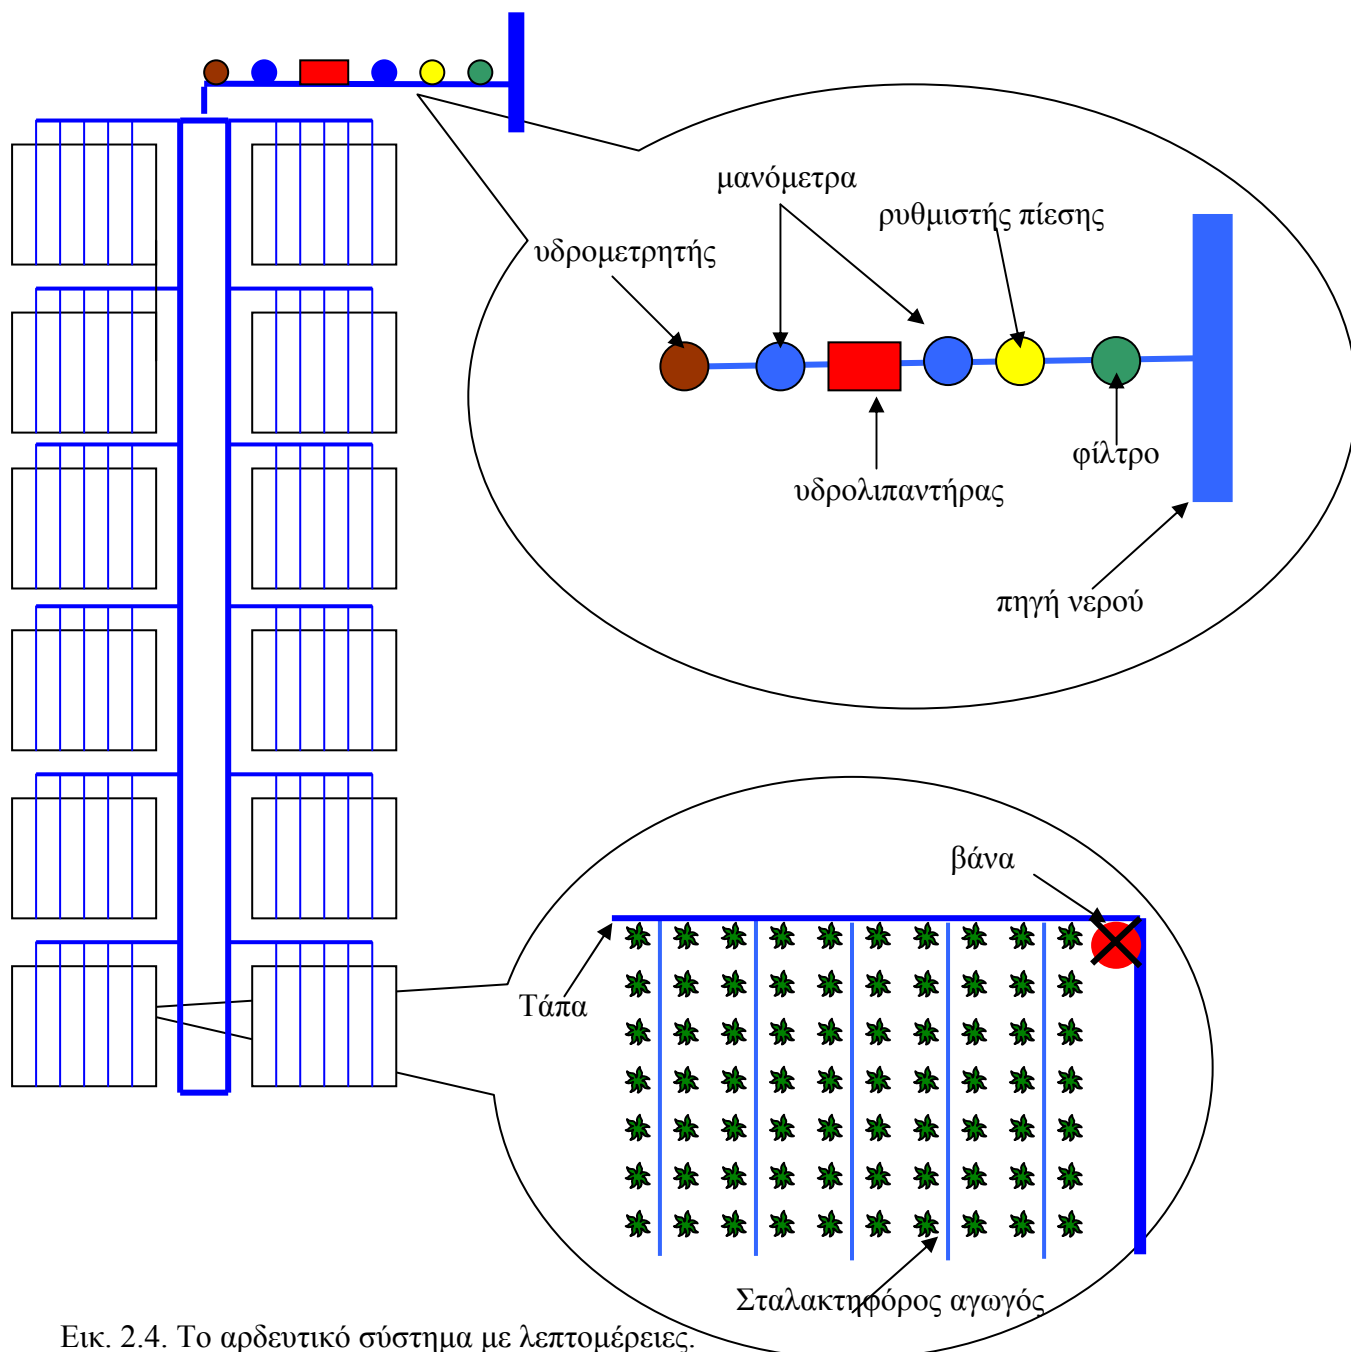 μανόμετρα
ρυθμιστής πίεσης
υδρομετρητής
φίλτρο
υδρολιπαντήρας
πηγή νερού
βάνα
Τάπα
Σταλακτηφόρος αγωγός
Εικ. 2.4. Το αρδευτικό σύστημα με λεπτομέρειες.